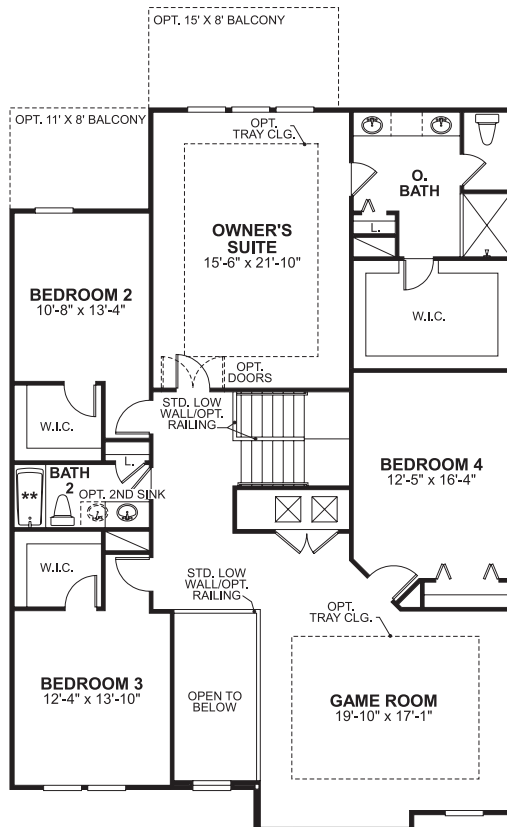 OPT. 15' X 8' BALCONY
OPT. 11' X 8' BALCONY
OPT.
TRAY CLG.
O.
BATH
L.
OWNER'S
SUITE
15'-6" x 21'-10"
BEDROOM 2
10'-8" x 13'-4"
W.I.C.
OPT.
DOORS
STD. LOW
WALL/OPT.
RAILING
W.I.C.
L.
BATH
2
**
OPT. 2ND SINK
BEDROOM 4
12'-5" x 16'-4"
W.I.C.
STD. LOW
WALL/OPT.
RAILING
OPT.
TRAY CLG.
BEDROOM 3
12'-4" x 13'-10"
OPEN TO
BELOW
GAME ROOM
19'-10" x 17'-1"